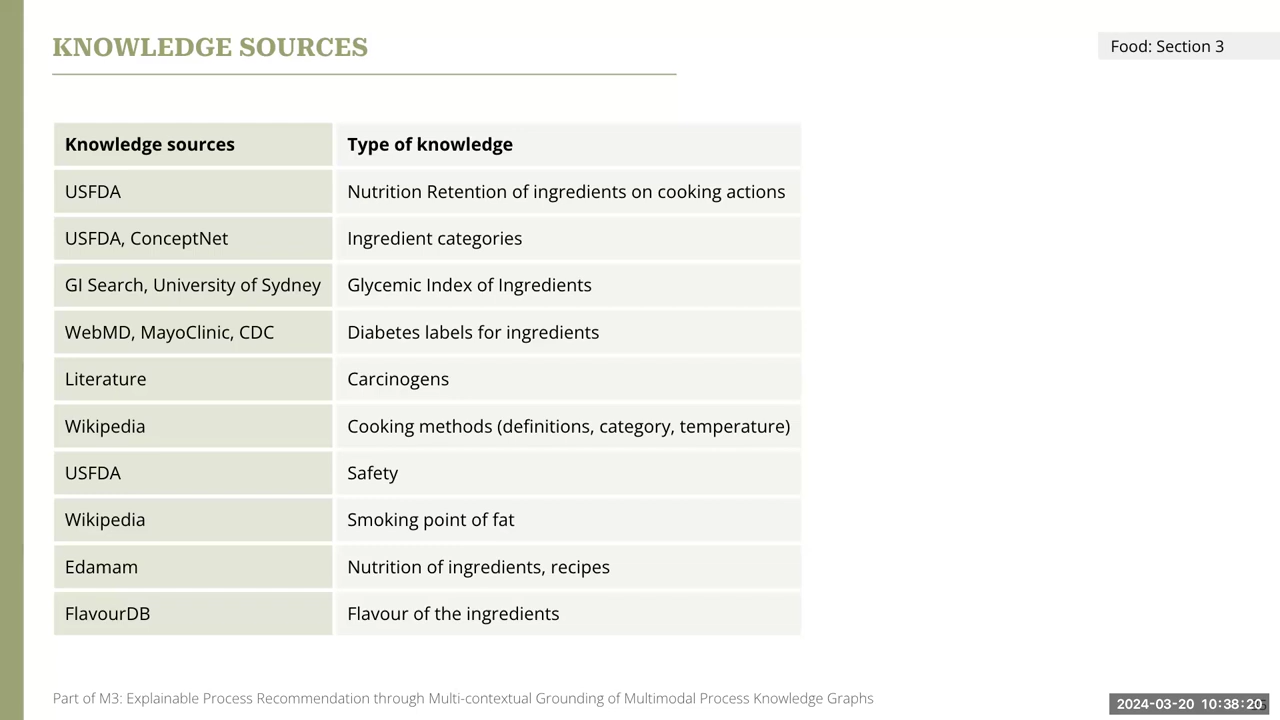 KNOWLEDGE SOURCES
Food: Section 3
Knowledge sources Type of knowledge
USFDA Nutrition Retention of ingredients on cooking actions
USFDA, ConceptNet Ingredient categories
GI Search, University of Sydney Glycemic Index of Ingredients
WebMD, MayoClinic, CDC Diabetes labels for ingredients
Literature Carcinogens
Wikipedia Cooking methods (definitions, category, temperature)
USFDA Safety
Wikipedia Smoking point of fat
Edamam Nutrition of ingredients, recipes
FlavourDB Flavour of the ingredients
Part of M3: Explainable Process Recommendation through Multi-contextual Grounding of Multimodal Process Knowledge Graphs
2024-03-20 10:38:20